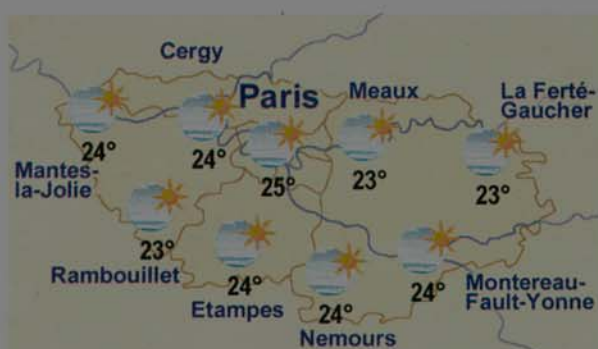 Cergy
Paris
Meaux
La Ferté-
Gaucher
24°
24°
25°
23°
23°
Mantes-
la-Jolie
23°
Rambouillet
24°
Etampes
24°
Nemours
24°
Montereau-
Fault-Yonne